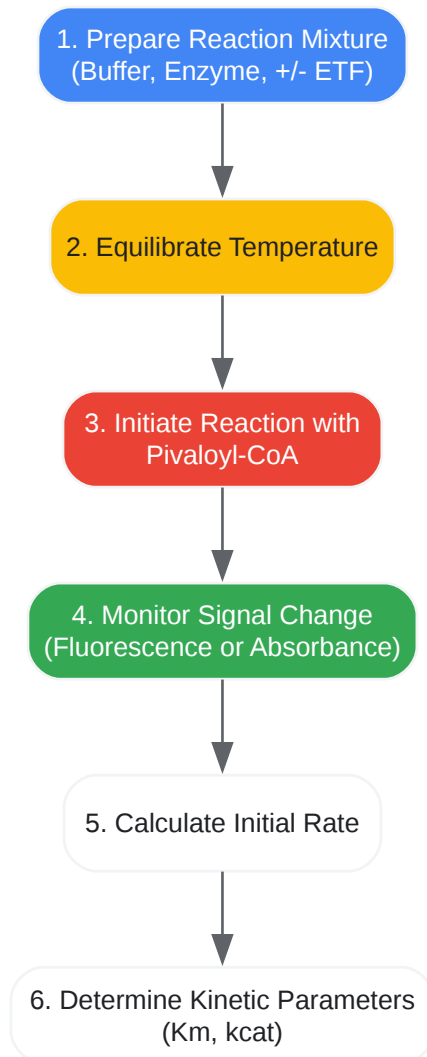 1. Prepare Reaction Mixture
(Buffer, Enzyme, +/- ETF)
2. Equilibrate Temperature
3. Initiate Reaction with
Pivaloyl-CoA
4. Monitor Signal Change
(Fluorescence or Absorbance)
5. Calculate Initial Rate
6. Determine Kinetic Parameters
(Km, kcat)